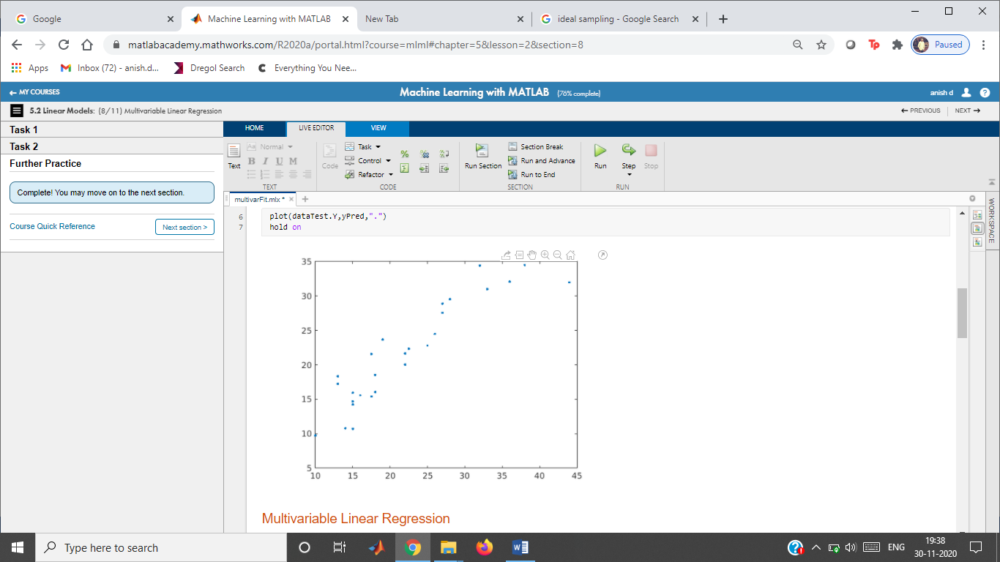 Google
Machine Learning with MATLAB
New Tab
ideal sampling - Google Search
matlabacademy.mathworks.com/R2020a/portal.html?course=mlml#chapter=5&lesson=2&section=8
Tp
Paused
Apps
Inbox (72) - anish.d...
Dregol Search
Everything You Nee...
MY COURSES
Machine Learning with MATLAB (76% complete)
anish d
5.2 Linear Models: (8/11) Multivariable Linear Regression
PREVIOUS
NEXT
Task 1
Task 2
Further Practice
Complete! You may move on to the next section.
Course Quick Reference
Next section >
HOME
LIVE EDITOR
VIEW
Text
Aa Normal
B I U M
TEXT
Code
Task
Control
Refactor
CODE
Run Section
Section Break
Run and Advance
Run to End
SECTION
Run
Step
Stop
RUN
multivarFit.mlx *
WORKSPACE
6 plot(dataTest.Y,yPred,".")
7 hold on
35
30
25
20
15
10
5
10 15 20 25 30 35 40 45
Multivariable Linear Regression
Type here to search
ENG
19:38
30-11-2020